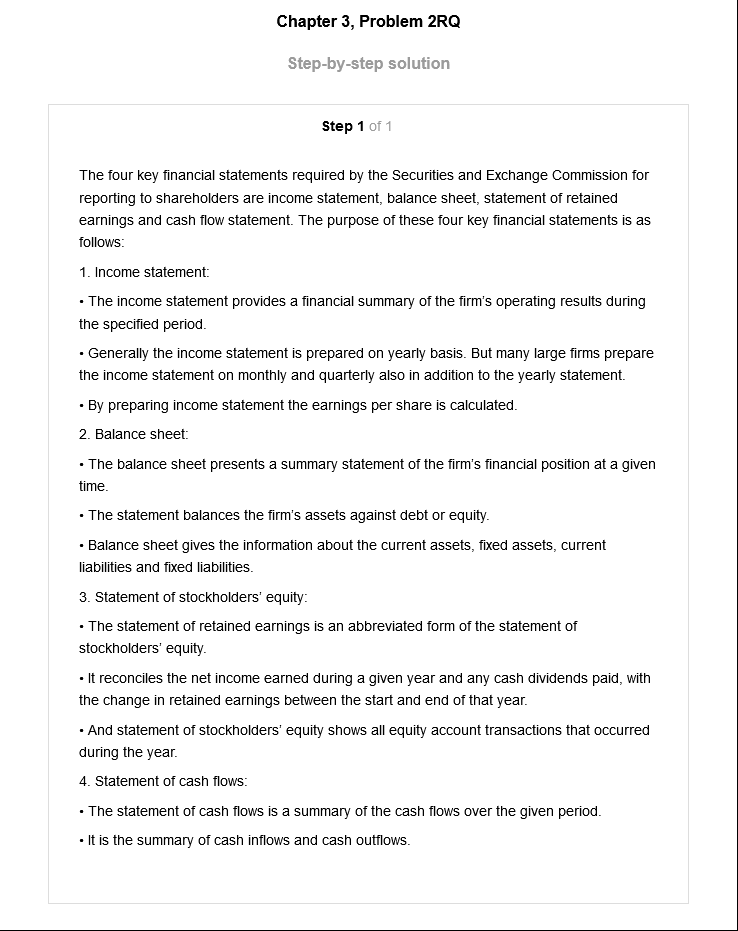 Chapter 3, Problem 2RQ
Step-by-step solution
Step 1 of 1
The four key financial statements required by the Securities and Exchange Commission for
reporting to shareholders are income statement, balance sheet, statement of retained
earnings and cash flow statement. The purpose of these four key financial statements is as
follows:
1. Income statement:
• The income statement provides a financial summary of the firm's operating results during
the specified period.
• Generally the income statement is prepared on yearly basis. But many large firms prepare
the income statement on monthly and quarterly also in addition to the yearly statement.
• By preparing income statement the earnings per share is calculated.
2. Balance sheet:
• The balance sheet presents a summary statement of the firm's financial position at a given
time.
• The statement balances the firm's assets against debt or equity.
• Balance sheet gives the information about the current assets, fixed assets, current
liabilities and fixed liabilities.
3. Statement of stockholders' equity:
• The statement of retained earnings is an abbreviated form of the statement of
stockholders' equity.
• It reconciles the net income earned during a given year and any cash dividends paid, with
the change in retained earnings between the start and end of that year.
• And statement of stockholders' equity shows all equity account transactions that occurred
during the year.
4. Statement of cash flows:
• The statement of cash flows is a summary of the cash flows over the given period.
• It is the summary of cash inflows and cash outflows.